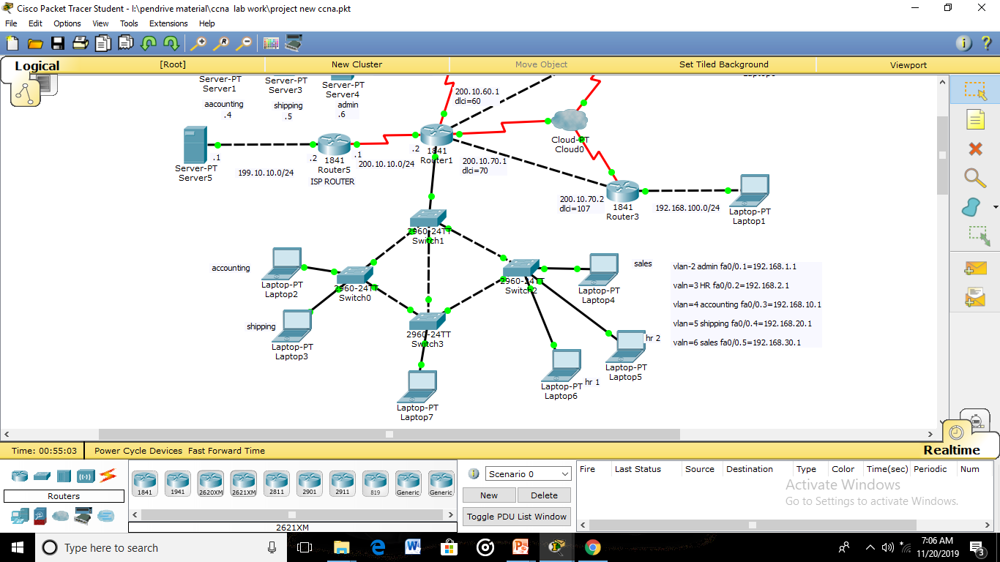 Cisco Packet Tracer Student - I:\pendrive material\ccna lab work\project new ccna.pkt
File Edit Options View Tools Extensions Help
Logical
[Root]
New Cluster
Move Object
Set Tiled Background
Viewport
Server-PT
Server1
aacounting
.4
Server-PT
Server3
shipping
.5
Server-PT
Server4
admin
.6
200.10.60.1
dlci=60
Cloud-PT
Cloud0
Server-PT
Server5
.1
199.10.10.0/24
.2
1841
Router5
ISP ROUTER
.1
200.10.10.0/24
.2
1841
Router1
200.10.70.1
dlci=70
200.10.70.2
dlci=107
1841
Router3
192.168.100.0/24
Laptop-PT
Laptop1
2960-24TT
Switch1
accounting
Laptop-PT
Laptop2
2960-24TT
Switch0
2960-24TT
Switch2
Laptop-PT
Laptop4
sales
shipping
Laptop-PT
Laptop3
2960-24TT
Switch3
hr 2
Laptop-PT
Laptop5
Laptop-PT
Laptop6
hr 1
Laptop-PT
Laptop7
vlan-2 admin fa0/0.1=192.168.1.1
valn=3 HR fa0/0.2=192.168.2.1
vlan=4 accounting fa0/0.3=192.168.10.1
vlan=5 shipping fa0/0.4=192.168.20.1
valn=6 sales fa0/0.5=192.168.30.1
Time: 00:55:03
Power Cycle Devices Fast Forward Time
Realtime
Routers
1841 1941 2620XM 2621XM 2811 2901 2911 819 Generic Generic
2621XM
Scenario 0
New
Delete
Toggle PDU List Window
Fire Last Status Source Destination Type Color Time(sec) Periodic Num
Activate Windows
Go to Settings to activate Windows.
Type here to search
7:06 AM
11/20/2019
3